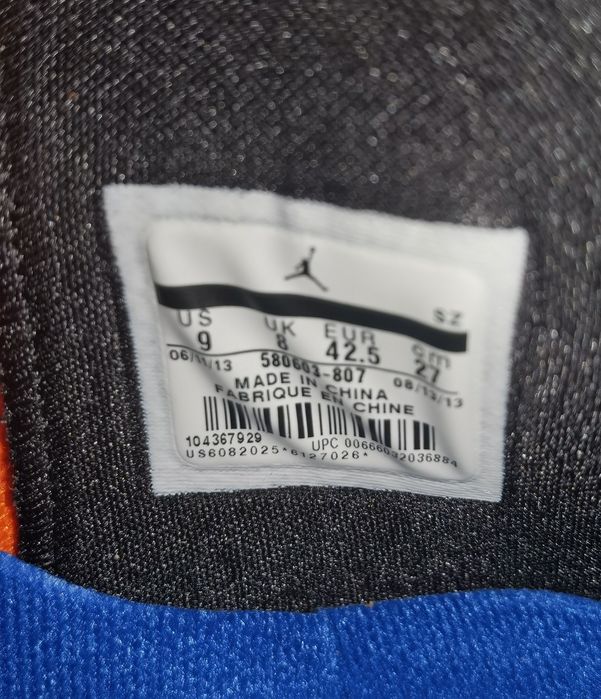 SZ
US UK EUR cm
9 8 42.5 27
06/11/13 580603-807 08/13/13
MADE IN CHINA
FABRIQUE EN CHINE
104367929 UPC 00666032036884
US6082025*6127026*